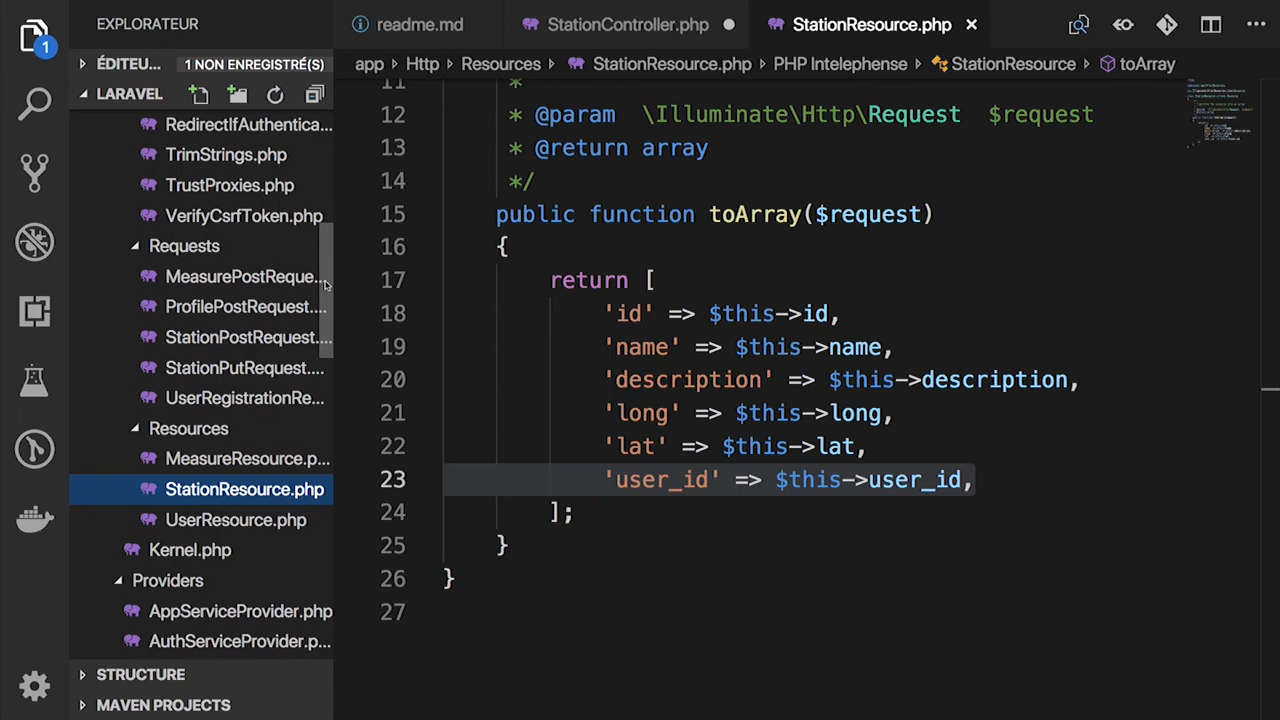 EXPLORATEUR
readme.md
StationController.php
StationResource.php
1
ÉDITEU...
1 NON ENREGISTRÉ(S)
app
Http
Resources
StationResource.php
PHP Intelephense
StationResource
toArray
LARAVEL
RedirectIfAuthentica...
TrimStrings.php
TrustProxies.php
VerifyCsrfToken.php
Requests
MeasurePostReque...
ProfilePostRequest....
StationPostRequest....
StationPutRequest....
UserRegistrationRe...
Resources
MeasureResource.p...
StationResource.php
UserResource.php
Kernel.php
Providers
AppServiceProvider.php
AuthServiceProvider.p...
STRUCTURE
MAVEN PROJECTS
11 *
12 * @param \Illuminate\Http\Request $request
13 * @return array
14 */
15 public function toArray($request)
16 {
17 return [
18 'id' => $this->id,
19 'name' => $this->name,
20 'description' => $this->description,
21 'long' => $this->long,
22 'lat' => $this->lat,
23 'user_id' => $this->user_id,
24 ];
25 }
26 }
27